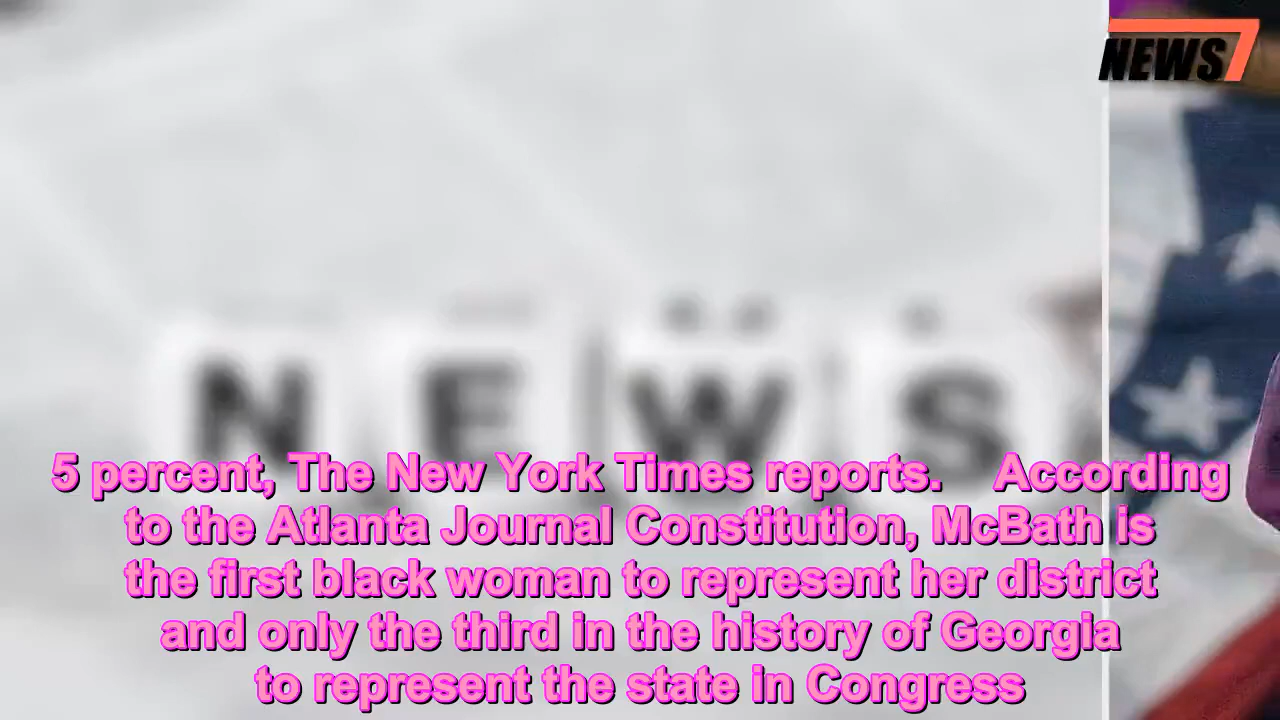 NEWS7
NEWS
5 percent, The New York Times reports. According
to the Atlanta Journal Constitution, McBath is
the first black woman to represent her district
and only the third in the history of Georgia
to represent the state in Congress